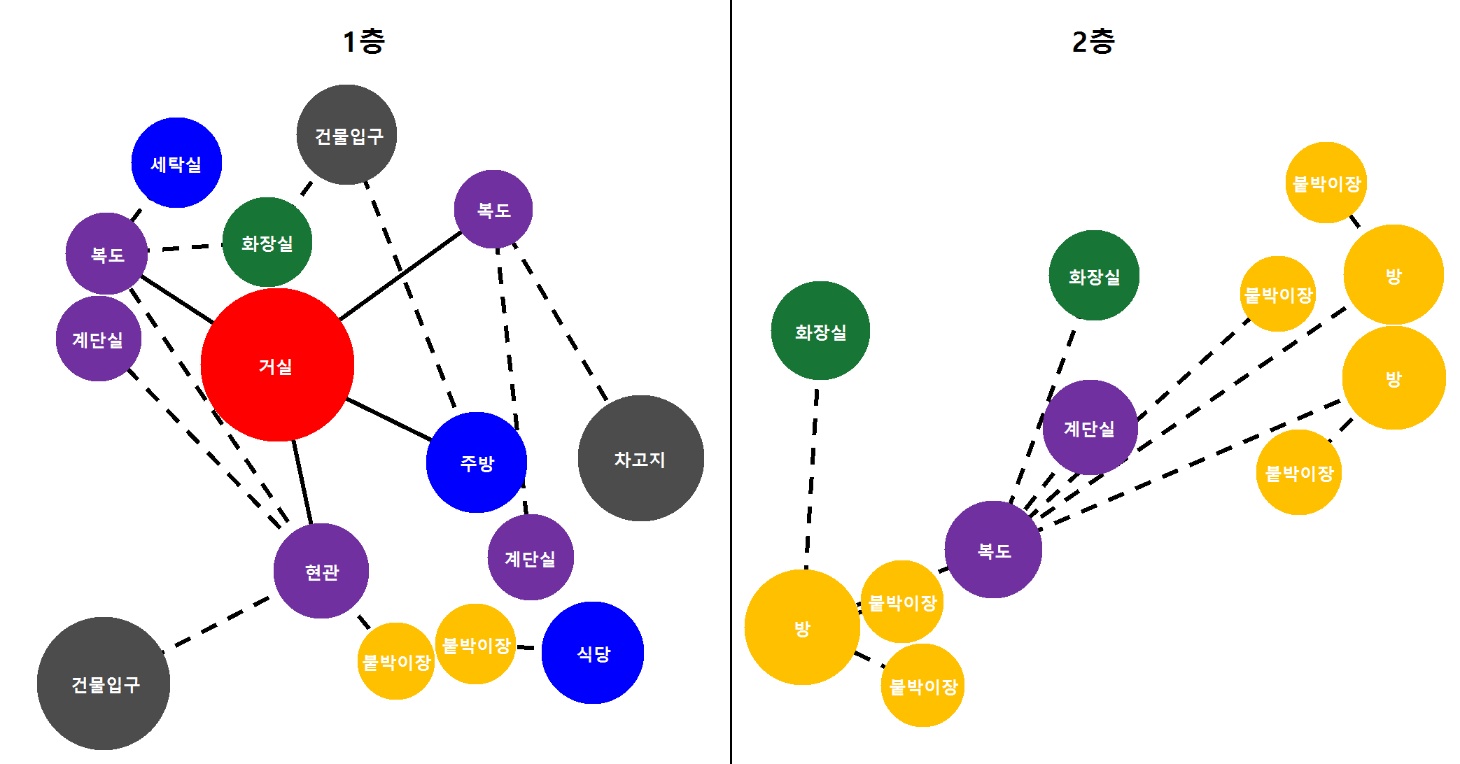 1층
건물입구
세탁실
복도
화장실
복도
계단실
거실
주방
차고지
계단실
현관
붙박이장
붙박이장
식당
건물입구
2층
붙박이장
화장실
방
붙박이장
화장실
방
계단실
붙박이장
복도
붙박이장
방
붙박이장